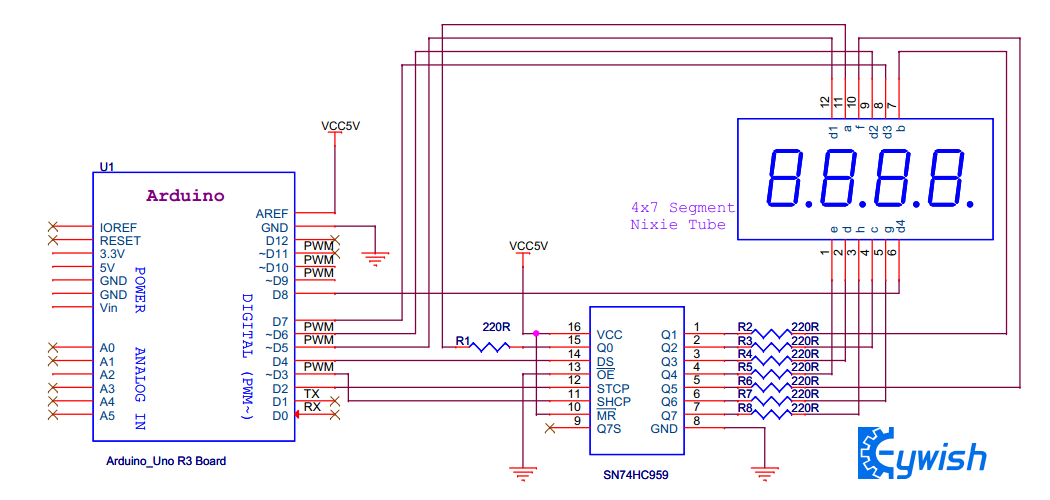 12
11
10
9
8
7
d1
a
f
d2
d3
b
4x7 Segment
Nixie Tube
e
d
h
c
g
d4
1
2
3
4
5
6
VCC5V
U1
Arduino
IOREF
RESET
3.3V
5V
GND
GND
Vin
POWER
A0
A1
A2
A3
A4
A5
ANALOG IN
AREF
GND
D12
~D11 PWM
~D10 PWM
~D9 PWM
D8
D7
~D6 PWM
~D5
D4
~D3 PWM
D2
D1 TX
D0 RX
DIGITAL (PWM~)
Arduino_Uno R3 Board
VCC5V
R1 220R
16 VCC
15 Q0
14 DS
13 OE
12 STCP
11 SHCP
10 MR
9 Q7S
Q1 1
Q2 2
Q3 3
Q4 4
Q5 5
Q6 6
Q7 7
GND 8
SN74HC959
R2 220R
R3 220R
R4 220R
R5 220R
R6 220R
R7 220R
R8 220R
eywish